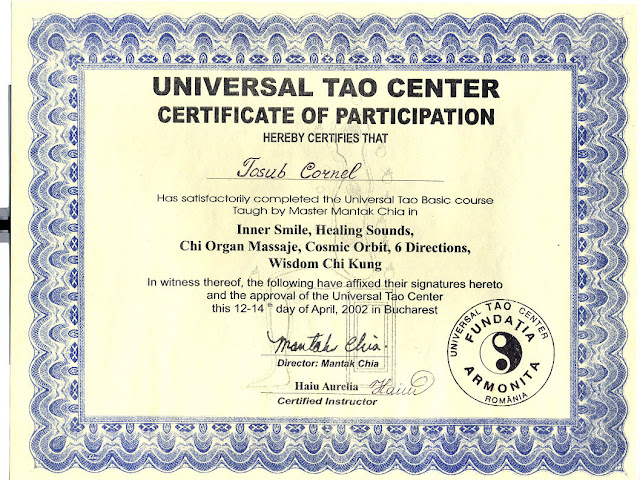 UNIVERSAL TAO CENTER
CERTIFICATE OF PARTICIPATION
HEREBY CERTIFIES THAT
Iosub Cornel
Has satisfactorily completed the Universal Tao Basic course
Taugh by Master Mantak Chia in
Inner Smile, Healing Sounds,
Chi Organ Massaje, Cosmic Orbit, 6 Directions,
Wisdom Chi Kung
In witness thereof, the following have affixed their signatures hereto
and the approval of the Universal Tao Center
this 12-14 th day of April, 2002 in Bucharest
Mantak Chia.
Director: Mantak Chia
Haiu Aurelia Haiu
Certified Instructor
UNIVERSAL TAO CENTER
FUNDAȚIA
ARMONITA
ROMÂNIA